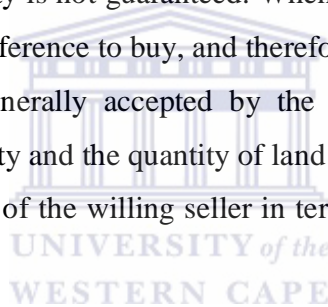 y is not guaranteed. When
ference to buy, and therefo
nerally accepted by the
ty and the quantity of land
of the willing seller in ter
UNIVERSITY of the
WESTERN CAPE